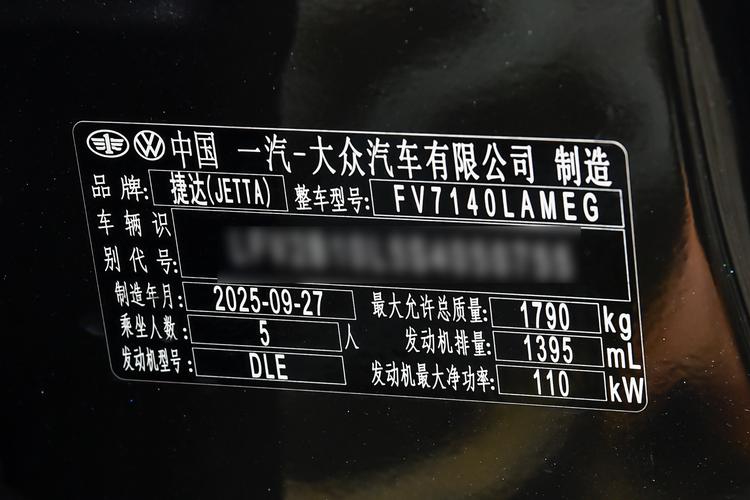 中国 一汽-大众汽车有限公司 制造
品牌: 捷达(JETTA) 整车型号: FV7140LAMEG
车辆识
别代号:
制造年月: 2025-09-27 最大允许总质量: 1790 kg
乘坐人数: 5 人 发动机排量: 1395 mL
发动机型号: DLE 发动机最大净功率: 110 kW